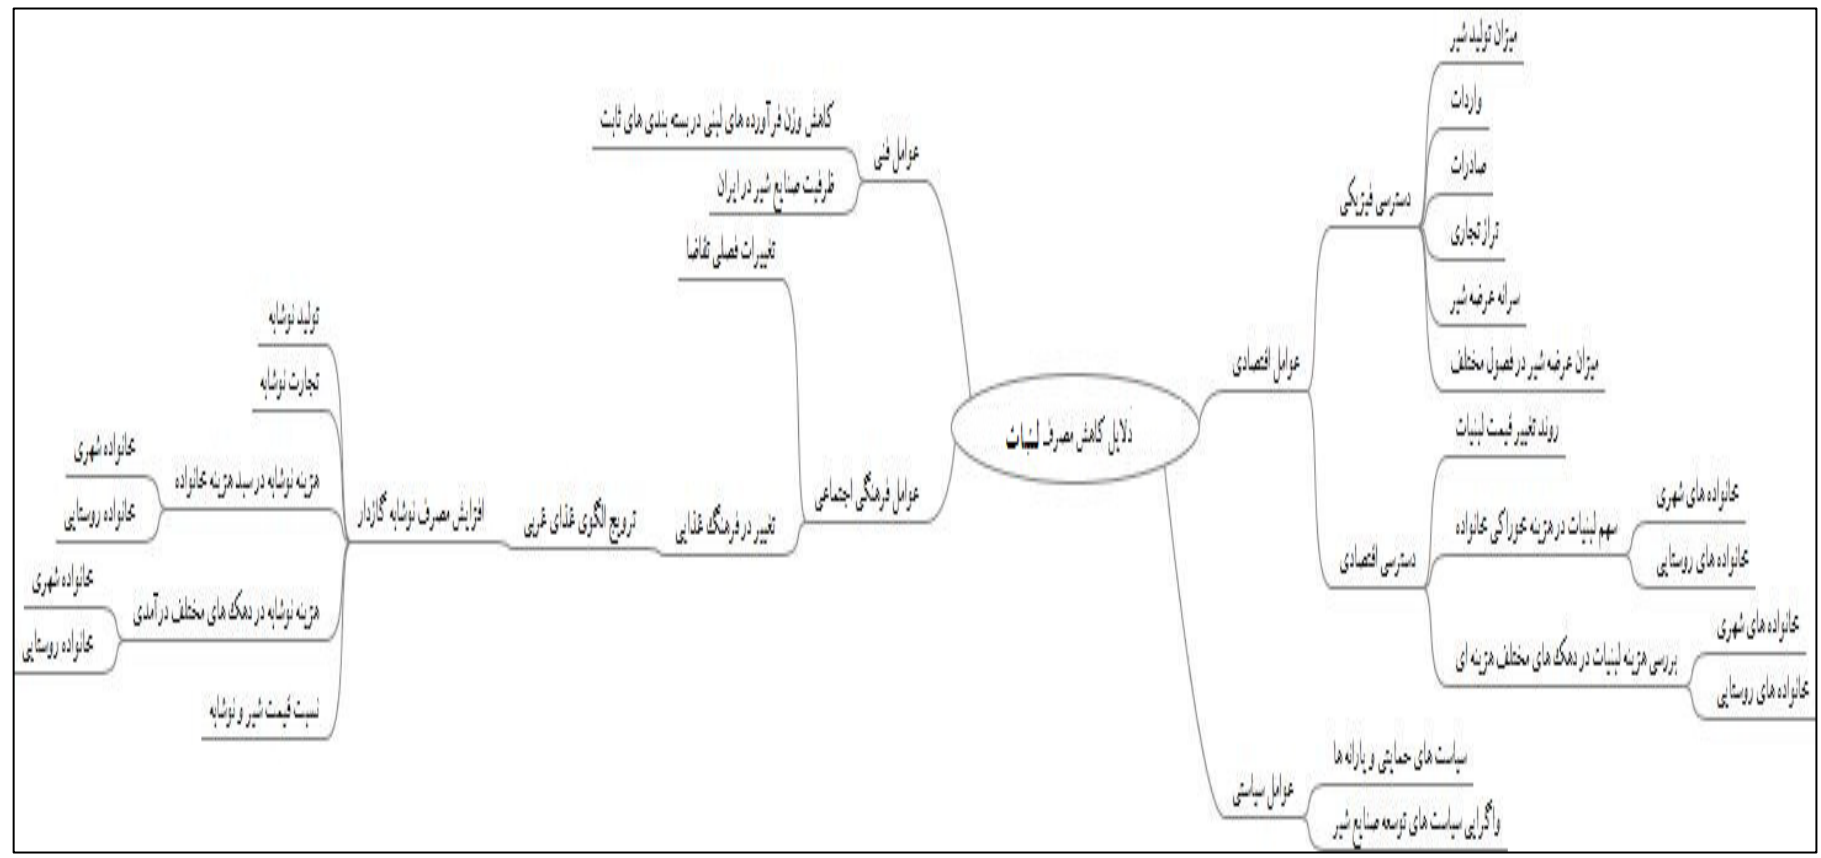 دلایل کاهش مصرف لبنیات
عوامل اقتصادی
دسترسی فیزیکی
میزان تولید شیر
واردات
صادرات
تراز تجاری
سرانه عرضه شیر
میزان عرضه شیر در فصول مختلف
دسترسی اقتصادی
روند تغییر قیمت لبنیات
سهم لبنیات در هزینه خوراکی خانواده
خانواده های شهری
خانواده های روستایی
بررسی هزینه لبنیات در دهک های مختلف هزینه ای
خانواده های شهری
خانواده های روستایی
عوامل سیاستی
سیاست های حمایتی و یارانه ها
واگرایی سیاست های توسعه صنایع شیر
عوامل فنی
کاهش وزن فرآورده های لبنی در بسته بندی های ثابت
ظرفیت صنایع شیر در ایران
عوامل فرهنگی اجتماعی
تغییرات فصلی تقاضا
تغییر در فرهنگ غذایی
ترویج الگوی غذای غربی
افزایش مصرف نوشابه گازدار
تولید نوشابه
تجارت نوشابه
هزینه نوشابه در سبد هزینه خانواده
خانواده شهری
خانواده روستایی
هزینه نوشابه در دهک های مختلف درآمدی
خانواده شهری
خانواده روستایی
نسبت قیمت شیر و نوشابه